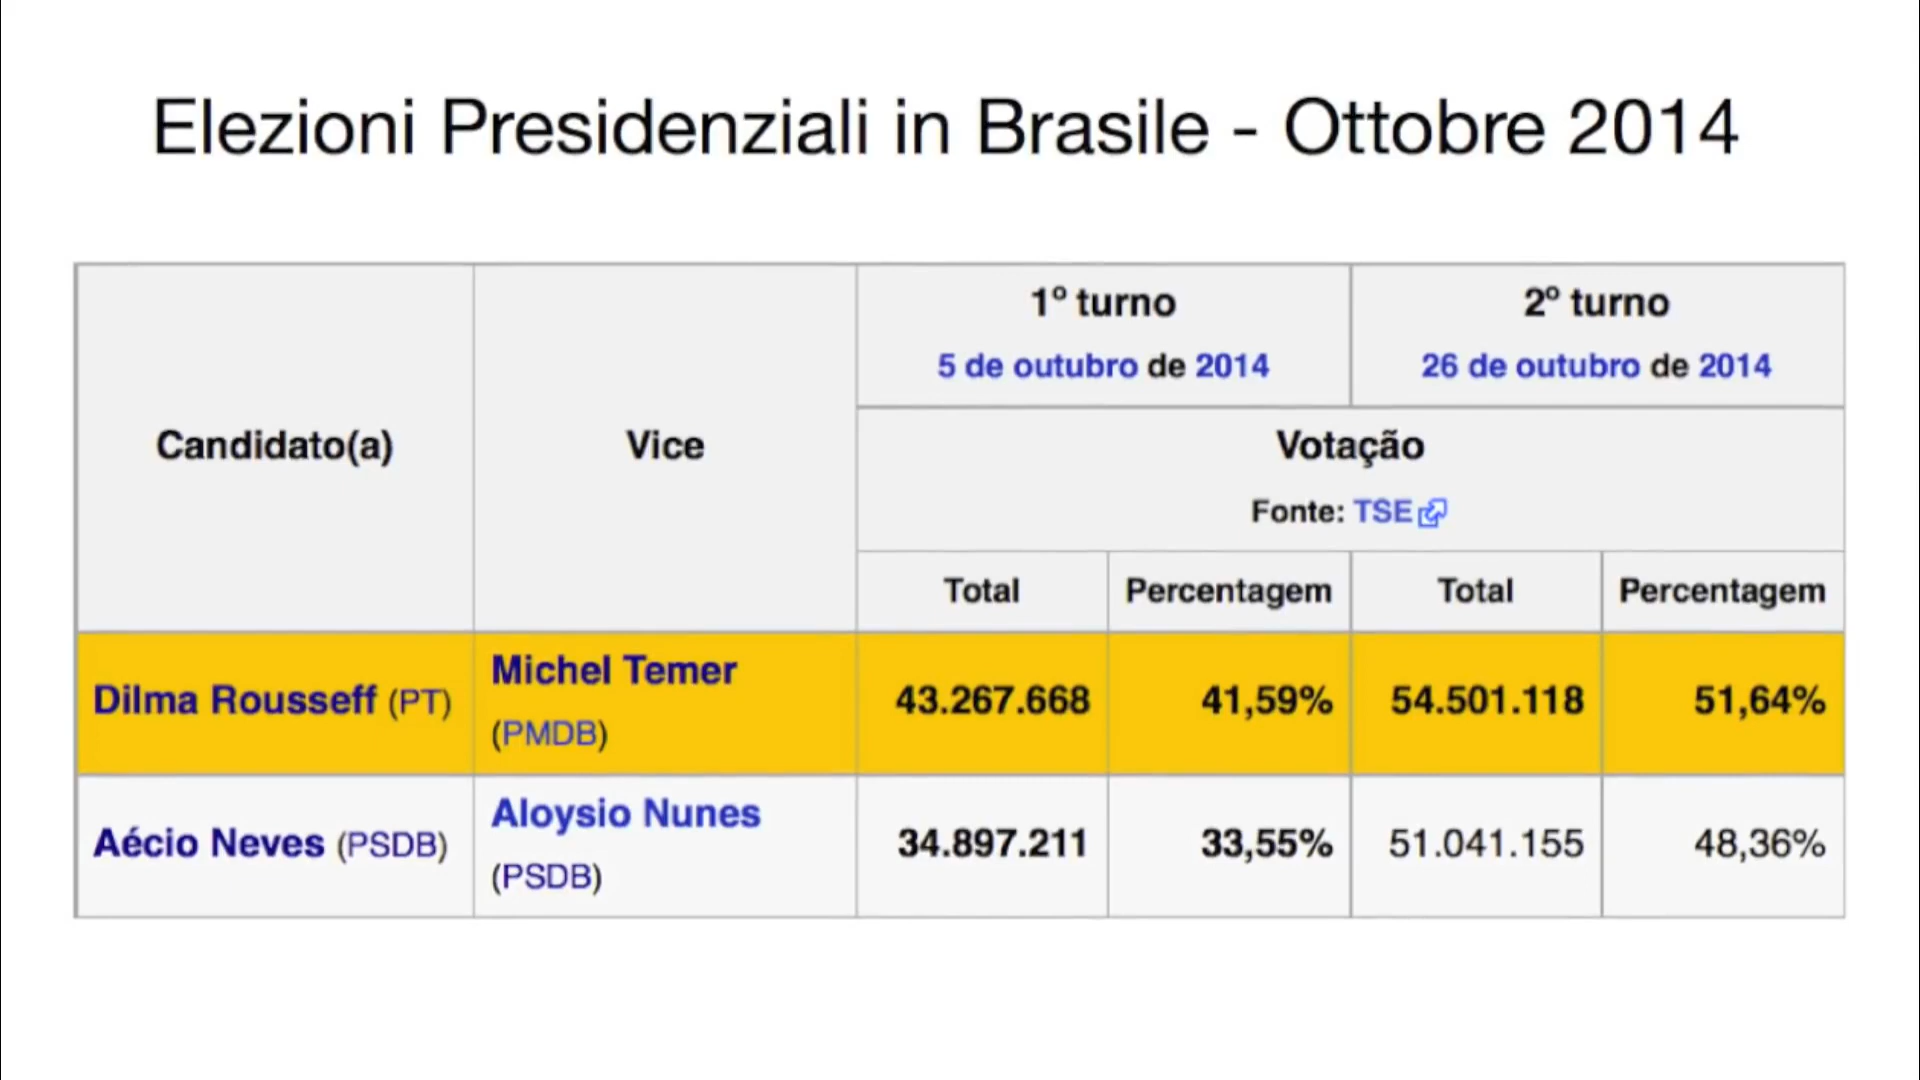 Elezioni Presidenziali in Brasile - Ottobre 2014
Candidato(a)
Vice
1º turno
5 de outubro de 2014
2º turno
26 de outubro de 2014
Votação
Fonte: TSE
Total
Percentagem
Total
Percentagem
Dilma Rousseff (PT)
Michel Temer
(PMDB)
43.267.668
41,59%
54.501.118
51,64%
Aécio Neves (PSDB)
Aloysio Nunes
(PSDB)
34.897.211
33,55%
51.041.155
48,36%